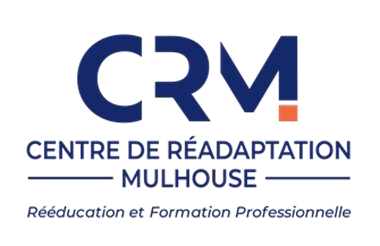 CRM
CENTRE DE RÉADAPTATION
MULHOUSE
Rééducation et Formation Professionnelle